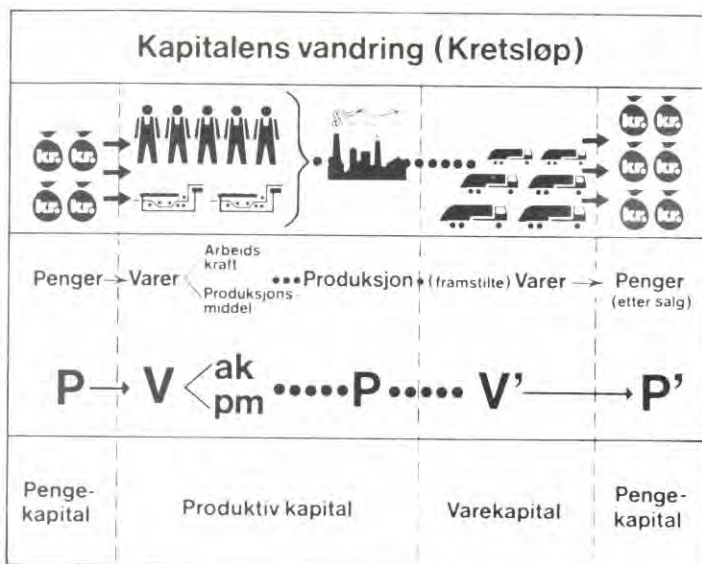 Kapitalens vandring (Kretsløp)
kr. kr.
kr. kr.
kr. kr.
kr. kr.
kr. kr.
Penger → Varer
Arbeids
kraft
Produksjons
middel
Produksjon
(framstilte) Varer → Penger
(etter salg)
P → V
ak
pm
P
V' → P'
Penge-
kapital
Produktiv kapital
Varekapital
Penge-
kapital